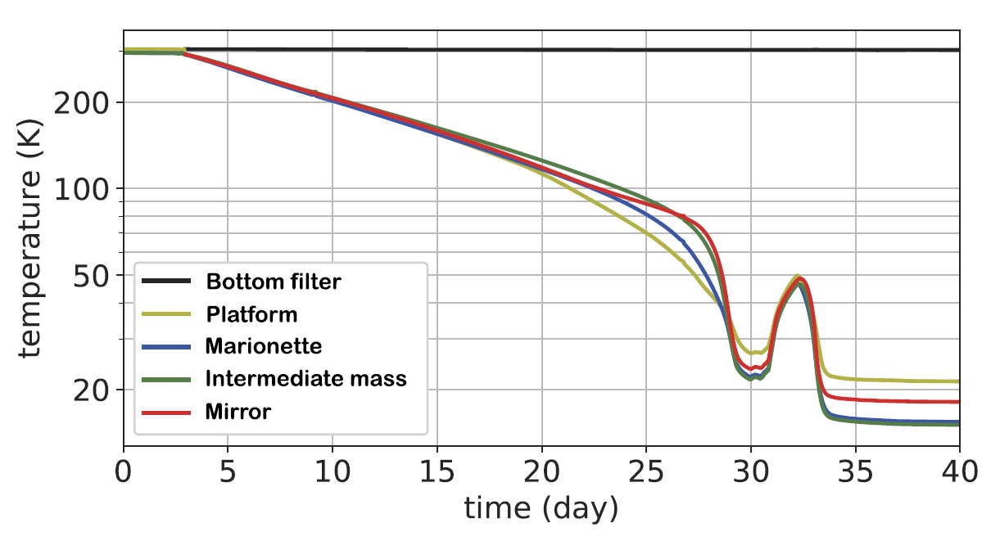 temperature (K)
200
100
50
20
Bottom filter
Platform
Marionette
Intermediate mass
Mirror
0 5 10 15 20 25 30 35 40
time (day)